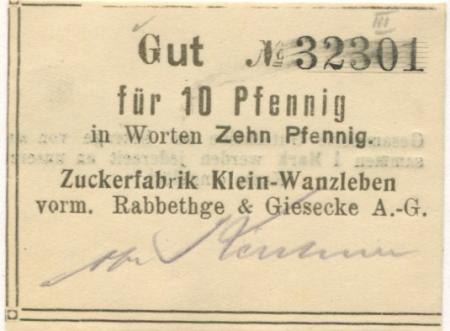 Gut № 32301
für 10 Pfennig
in Worten Zehn Pfennig.
Zuckerfabrik Klein-Wanzleben
vorm. Rabbethge & Giesecke A.-G.